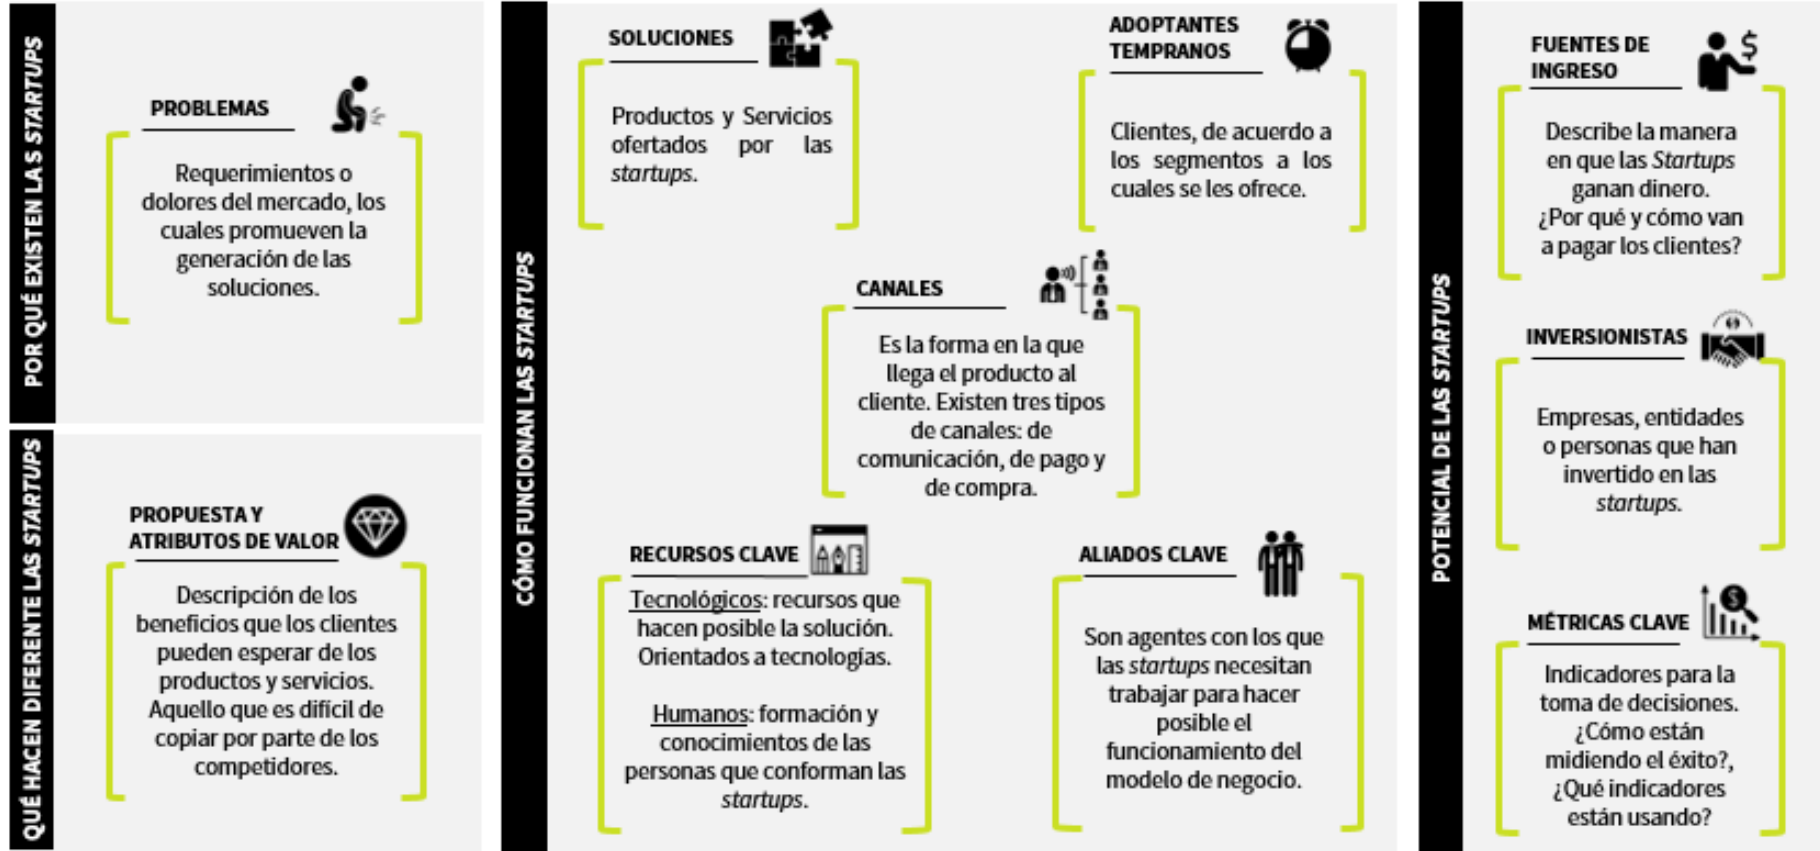 POR QUÉ EXISTEN LAS STARTUPS
PROBLEMAS
Requerimientos o
dolores del mercado, los
cuales promueven la
generación de las
soluciones.
QUÉ HACEN DIFERENTE LAS STARTUPS
PROPUESTA Y
ATRIBUTOS DE VALOR
Descripción de los
beneficios que los clientes
pueden esperar de los
productos y servicios.
Aquello que es difícil de
copiar por parte de los
competidores.
CÓMO FUNCIONAN LAS STARTUPS
SOLUCIONES
Productos y Servicios
ofertados por las
startups.
ADOPTANTES
TEMPRANOS
Clientes, de acuerdo a
los segmentos a los
cuales se les ofrece.
CANALES
Es la forma en la que
llega el producto al
cliente. Existen tres tipos
de canales: de
comunicación, de pago y
de compra.
RECURSOS CLAVE
Tecnológicos: recursos que
hacen posible la solución.
Orientados a tecnologías.
Humanos: formación y
conocimientos de las
personas que conforman las
startups.
ALIADOS CLAVE
Son agentes con los que
las startups necesitan
trabajar para hacer
posible el
funcionamiento del
modelo de negocio.
POTENCIAL DE LAS STARTUPS
FUENTES DE
INGRESO
$
Describe la manera
en que las Startups
ganan dinero.
¿Por qué y cómo van
a pagar los clientes?
INVERSIONISTAS
Empresas, entidades
o personas que han
invertido en las
startups.
MÉTRICAS CLAVE
$
Indicadores para la
toma de decisiones.
¿Cómo están
midiendo el éxito?,
¿Qué indicadores
están usando?